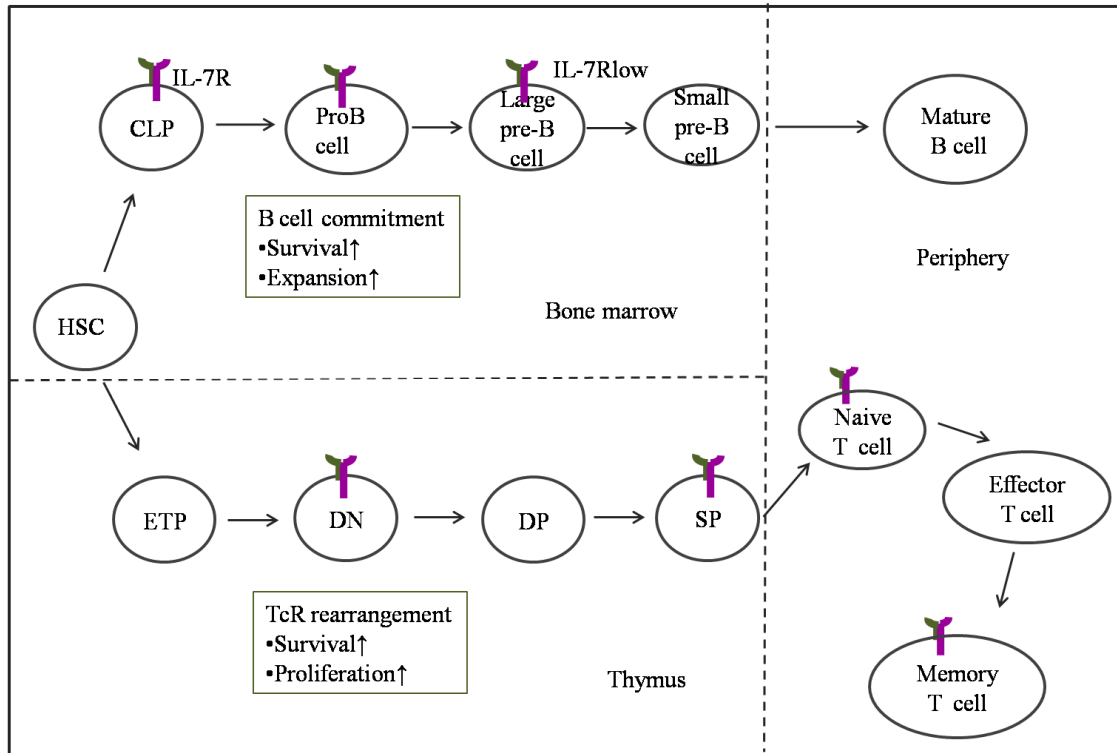 IL-7R
CLP
ProB
cell
IL-7Rlow
Large
pre-B
cell
Small
pre-B
cell
Mature
B cell
B cell commitment
•Survival↑
•Expansion↑
Periphery
Bone marrow
HSC
Naive
T cell
ETP
DN
DP
SP
Effector
T cell
TcR rearrangement
•Survival↑
•Proliferation↑
Thymus
Memory
T cell